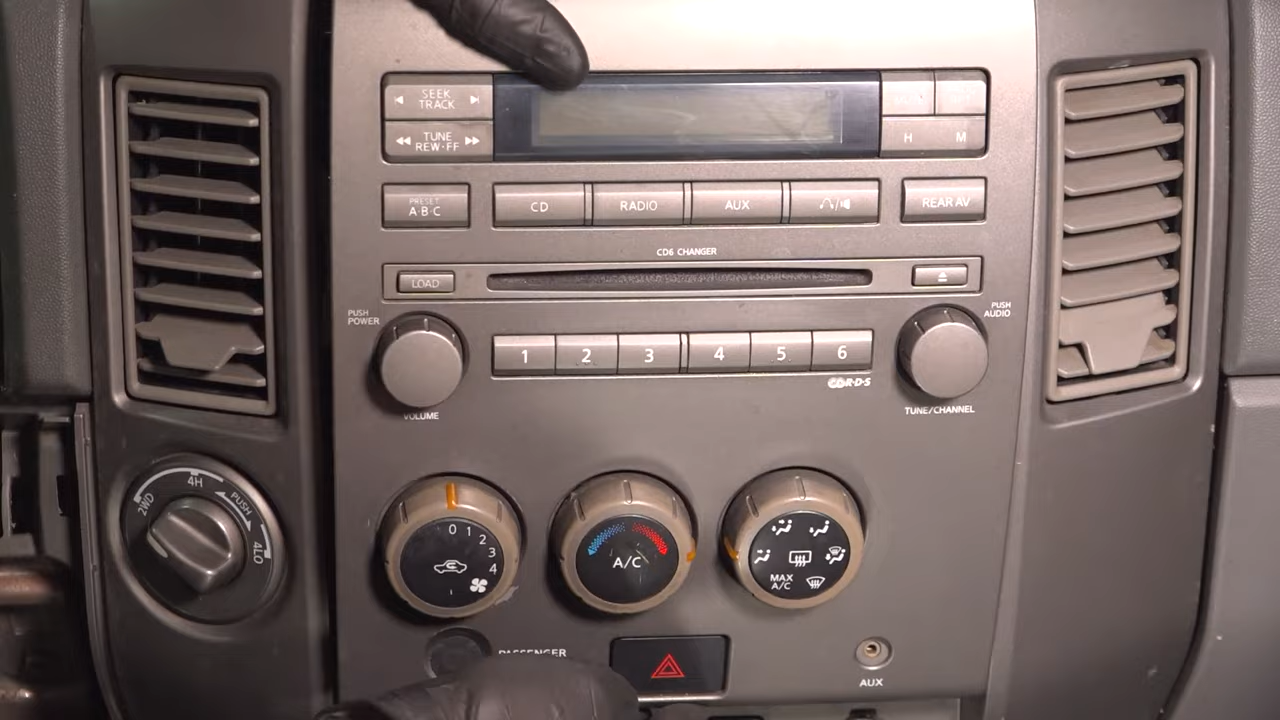 SEEK
TRACK
TUNE
REW·FF
H M
PRESET
A·B·C
CD
RADIO
AUX
REAR AV
CD6 CHANGER
LOAD
PUSH
POWER
PUSH
AUDIO
1 2 3 4 5 6
R·D·S
VOLUME
TUNE/CHANNEL
2WD
4H
PUSH
4LO
0
1
2
3
4
A/C
MAX
A/C
PASSENGER
AUX